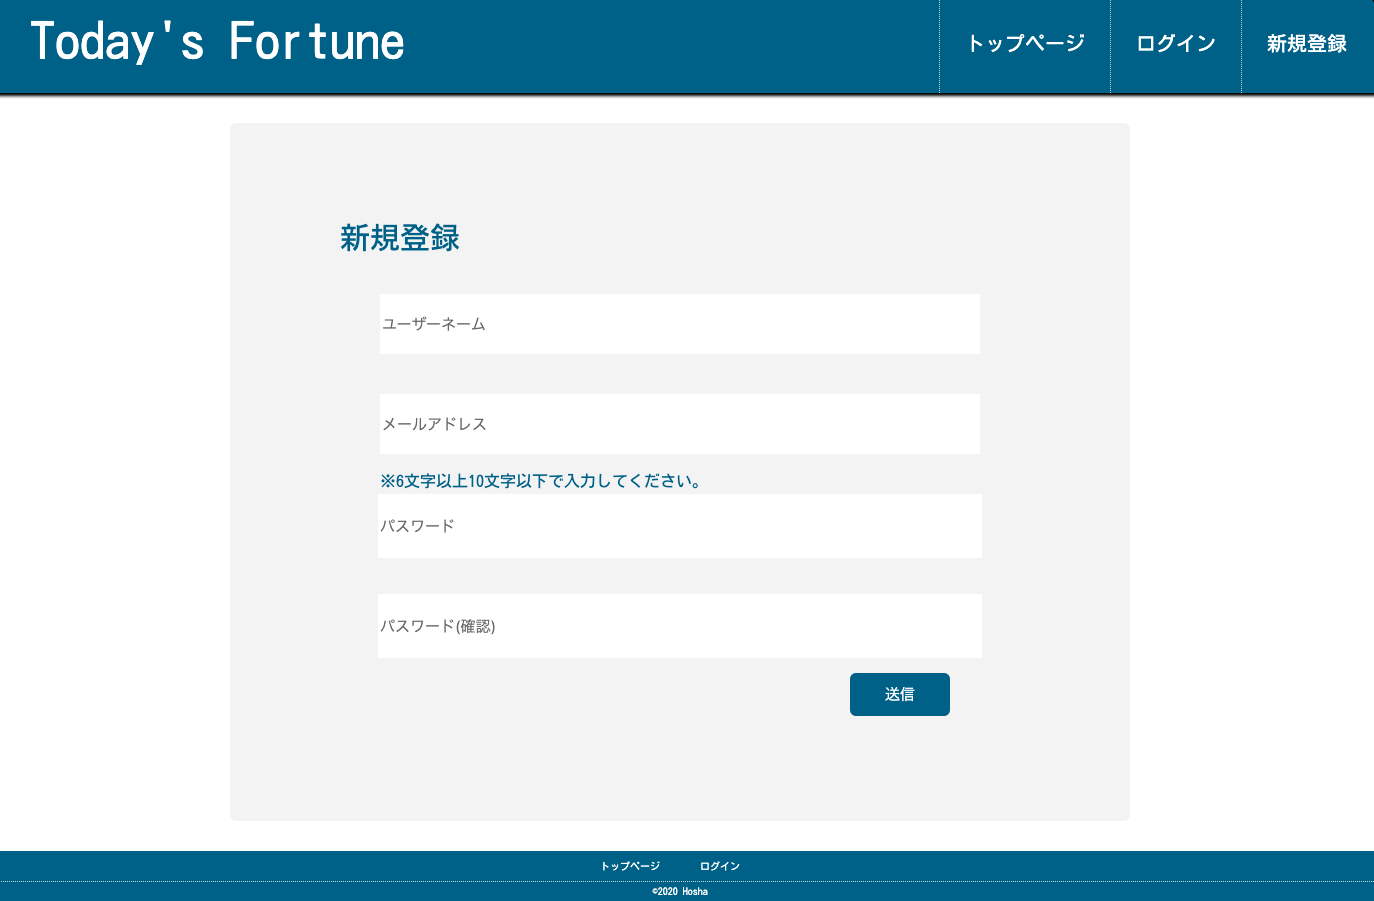 Today's Fortune
トップページ
ログイン
新規登録
新規登録
ユーザーネーム
メールアドレス
※6文字以上10文字以下で入力してください。
パスワード
パスワード(確認)
送信
トップページ ログイン
©2020 Hosha